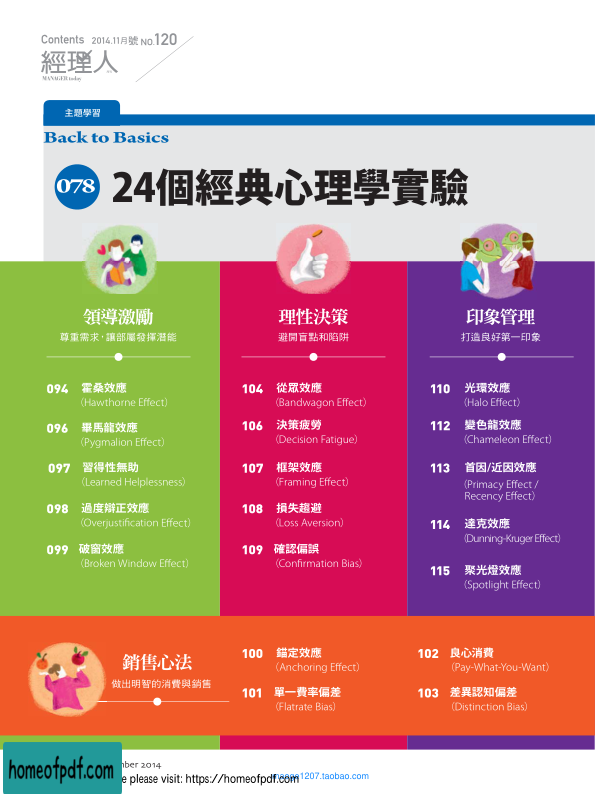 Contents 2014.11月號 NO.120
經理人
MANAGER today
主題學習
Back to Basics
078 24個經典心理學實驗
領導激勵
尊重需求,讓部屬發揮潛能
094 霍桑效應
(Hawthorne Effect)
096 畢馬龍效應
(Pygmalion Effect)
097 習得性無助
(Learned Helplessness)
098 過度辯正效應
(Overjustification Effect)
099 破窗效應
(Broken Window Effect)
理性決策
避開盲點和陷阱
104 從眾效應
(Bandwagon Effect)
106 決策疲勞
(Decision Fatigue)
107 框架效應
(Framing Effect)
108 損失趨避
(Loss Aversion)
109 確認偏誤
(Confirmation Bias)
印象管理
打造良好第一印象
110 光環效應
(Halo Effect)
112 變色龍效應
(Chameleon Effect)
113 首因/近因效應
(Primacy Effect /
Recency Effect)
114 達克效應
(Dunning-Kruger Effect)
115 聚光燈效應
(Spotlight Effect)
銷售心法
做出明智的消費與銷售
100 錨定效應
(Anchoring Effect)
101 單一費率偏差
(Flatrate Bias)
102 良心消費
(Pay-What-You-Want)
103 差異認知偏差
(Distinction Bias)
homeofpdf.com
mber 2014
e please visit: https://homeofpdf.com
1207.taobao.com